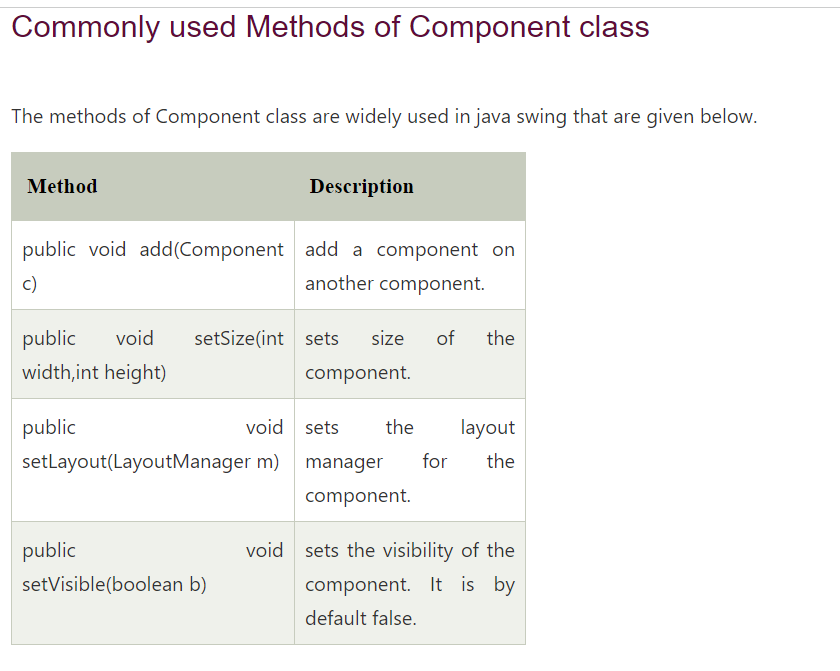 Commonly used Methods of Component class
The methods of Component class are widely used in java swing that are given below.
Method Description
public void add(Component
c)
add a component on
another component.
public void setSize(int
width,int height)
sets size of the
component.
public void
setLayout(LayoutManager m)
sets the layout
manager for the
component.
public void
setVisible(boolean b)
sets the visibility of the
component. It is by
default false.